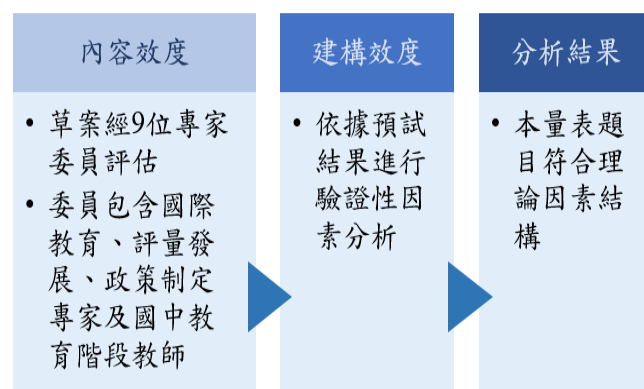 內容效度
• 草案經9位專家
委員評估
• 委員包含國際
教育、評量發
展、政策制定
專家及國中教
育階段教師
建構效度
• 依據預試
結果進行
驗證性因
素分析
分析結果
• 本量表題
目符合理
論因素結
構